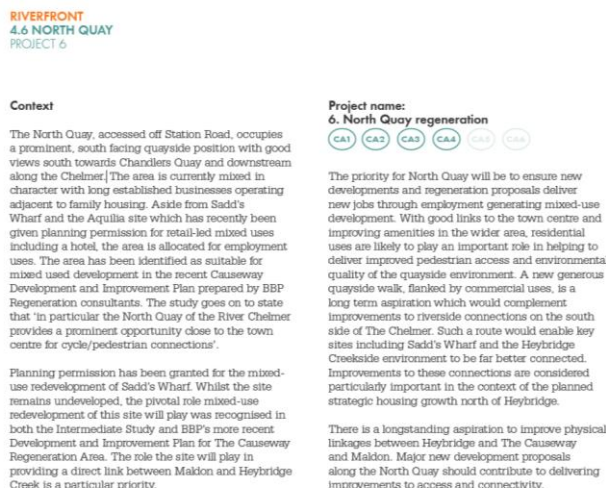 RIVERFRONT
4.6 NORTH QUAY
PROJECT 6
Context
The North Quay, accessed off Station Road, occupies
a prominent, south facing quayside position with good
views south towards Chandlers Quay and downstream
along the Chelmer. The area is currently mixed in
character with long established businesses operating
adjacent to family housing. Aside from Sadd's
Wharf and the Aquilia site which has recently been
given planning permission for retail-led mixed uses
including a hotel, the area is allocated for employment
uses. The area has been identified as suitable for
mixed used development in the recent Causeway
Development and Improvement Plan prepared by BBP
Regeneration consultants. The study goes on to state
that 'in particular the North Quay of the River Chelmer
provides a prominent opportunity close to the town
centre for cycle/pedestrian connections'.
Planning permission has been granted for the mixed-
use redevelopment of Sadd's Wharf. Whilst the site
remains undeveloped, the pivotal role mixed-use
redevelopment of this site will play was recognised in
both the Intermediate Study and BBP's more recent
Development and Improvement Plan for The Causeway
Regeneration Area. The role the site will play in
providing a direct link between Maldon and Heybridge
Creek is a particular priority.
Project name:
6. North Quay regeneration
CA1 CA2 CA3 CA4 CA5 CA6
The priority for North Quay will be to ensure new
developments and regeneration proposals deliver
new jobs through employment generating mixed-use
development. With good links to the town centre and
improving amenities in the wider area, residential
uses are likely to play an important role in helping to
deliver improved pedestrian access and environmental
quality of the quayside environment. A new generous
quayside walk, flanked by commercial uses, is a
long term aspiration which would complement
improvements to riverside connections on the south
side of The Chelmer. Such a route would enable key
sites including Sadd's Wharf and the Heybridge
Creekside environment to be far better connected.
Improvements to these connections are considered
particularly important in the context of the planned
strategic housing growth north of Heybridge.
There is a longstanding aspiration to improve physical
linkages between Heybridge and The Causeway
and Maldon. Major new development proposals
along the North Quay should contribute to delivering
improvements to access and connectivity.